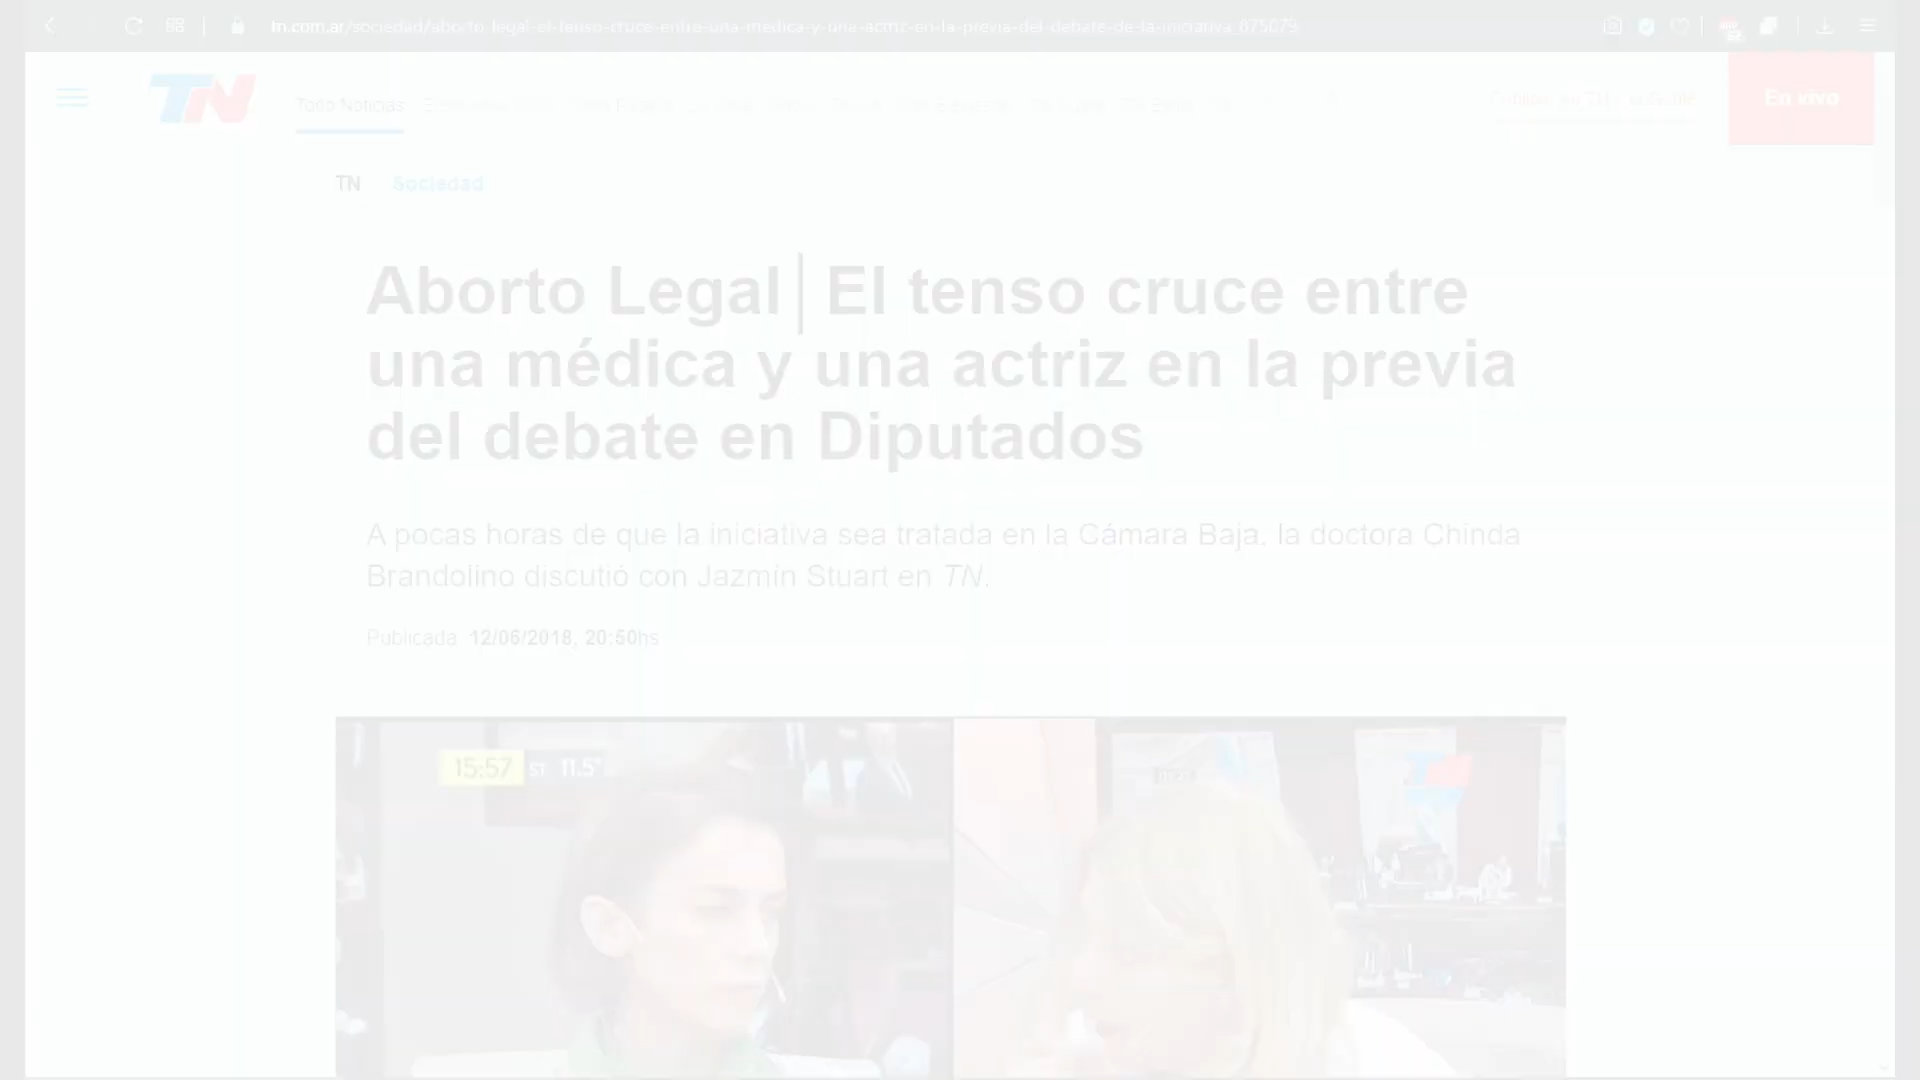 tn.com.ar/sociedad/aborto-legal-el-tenso-cruce-entre-una-medica-y-una-actriz-en-la-previa-del-debate-de-la-iniciativa_875079
TN
Todo Noticias
En vivo
TN Sociedad
Aborto Legal | El tenso cruce entre
una médica y una actriz en la previa
del debate en Diputados
A pocas horas de que la iniciativa sea tratada en la Cámara Baja, la doctora Chinda
Brandolino discutió con Jazmín Stuart en TN.
Publicada 12/06/2018, 20:50hs
15:57 ST 11.5°
TN